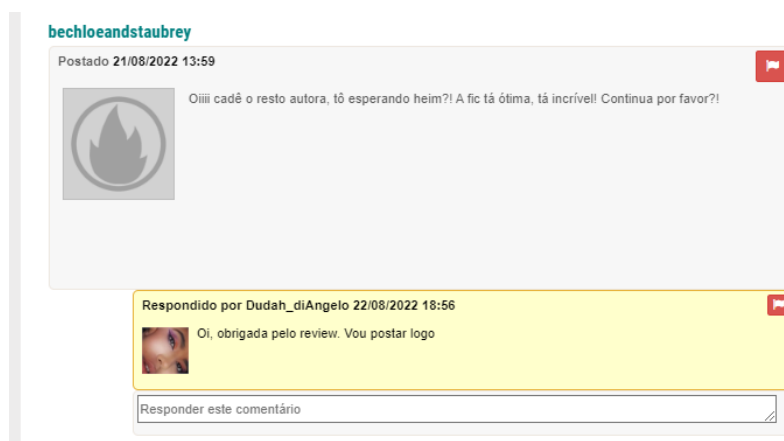 bechloeandstaubrey
Postado 21/08/2022 13:59
Oiiii cadê o resto autora, tô esperando heim?! A fic tá ótima, tá incrível! Continua por favor?!
Respondido por Dudah_diAngelo 22/08/2022 18:56
Oi, obrigada pelo review. Vou postar logo
Responder este comentário